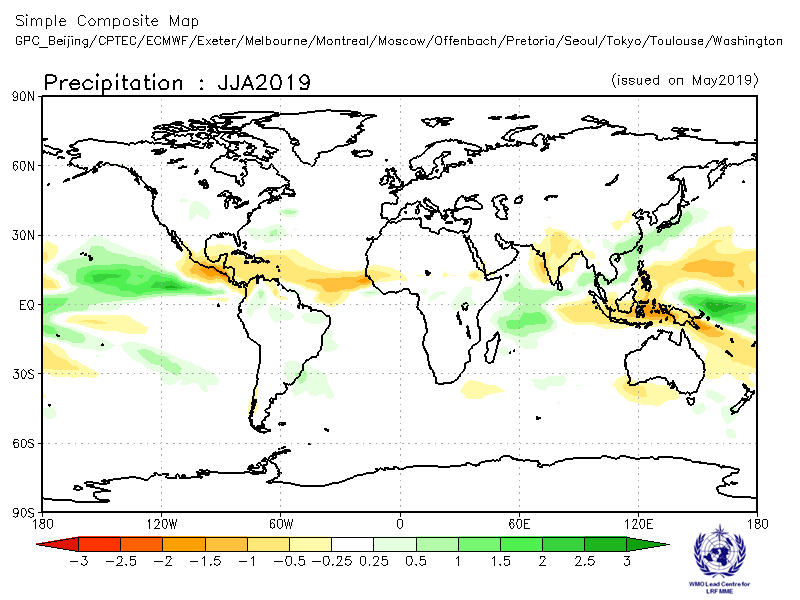 Simple Composite Map
GPC_Beijing/CPTEC/ECMWF/Exeter/Melbourne/Montreal/Moscow/Offenbach/Pretoria/Seoul/Tokyo/Toulouse/Washington
Precipitation : JJA2019
(issued on May2019)
90N
60N
30N
EQ
30S
60S
90S
180 120W 60W 0 60E 120E 180
-3 -2.5 -2 -1.5 -1 -0.5 -0.25 0.25 0.5 1 1.5 2 2.5 3
WMO Lead Centre for
LRF MME